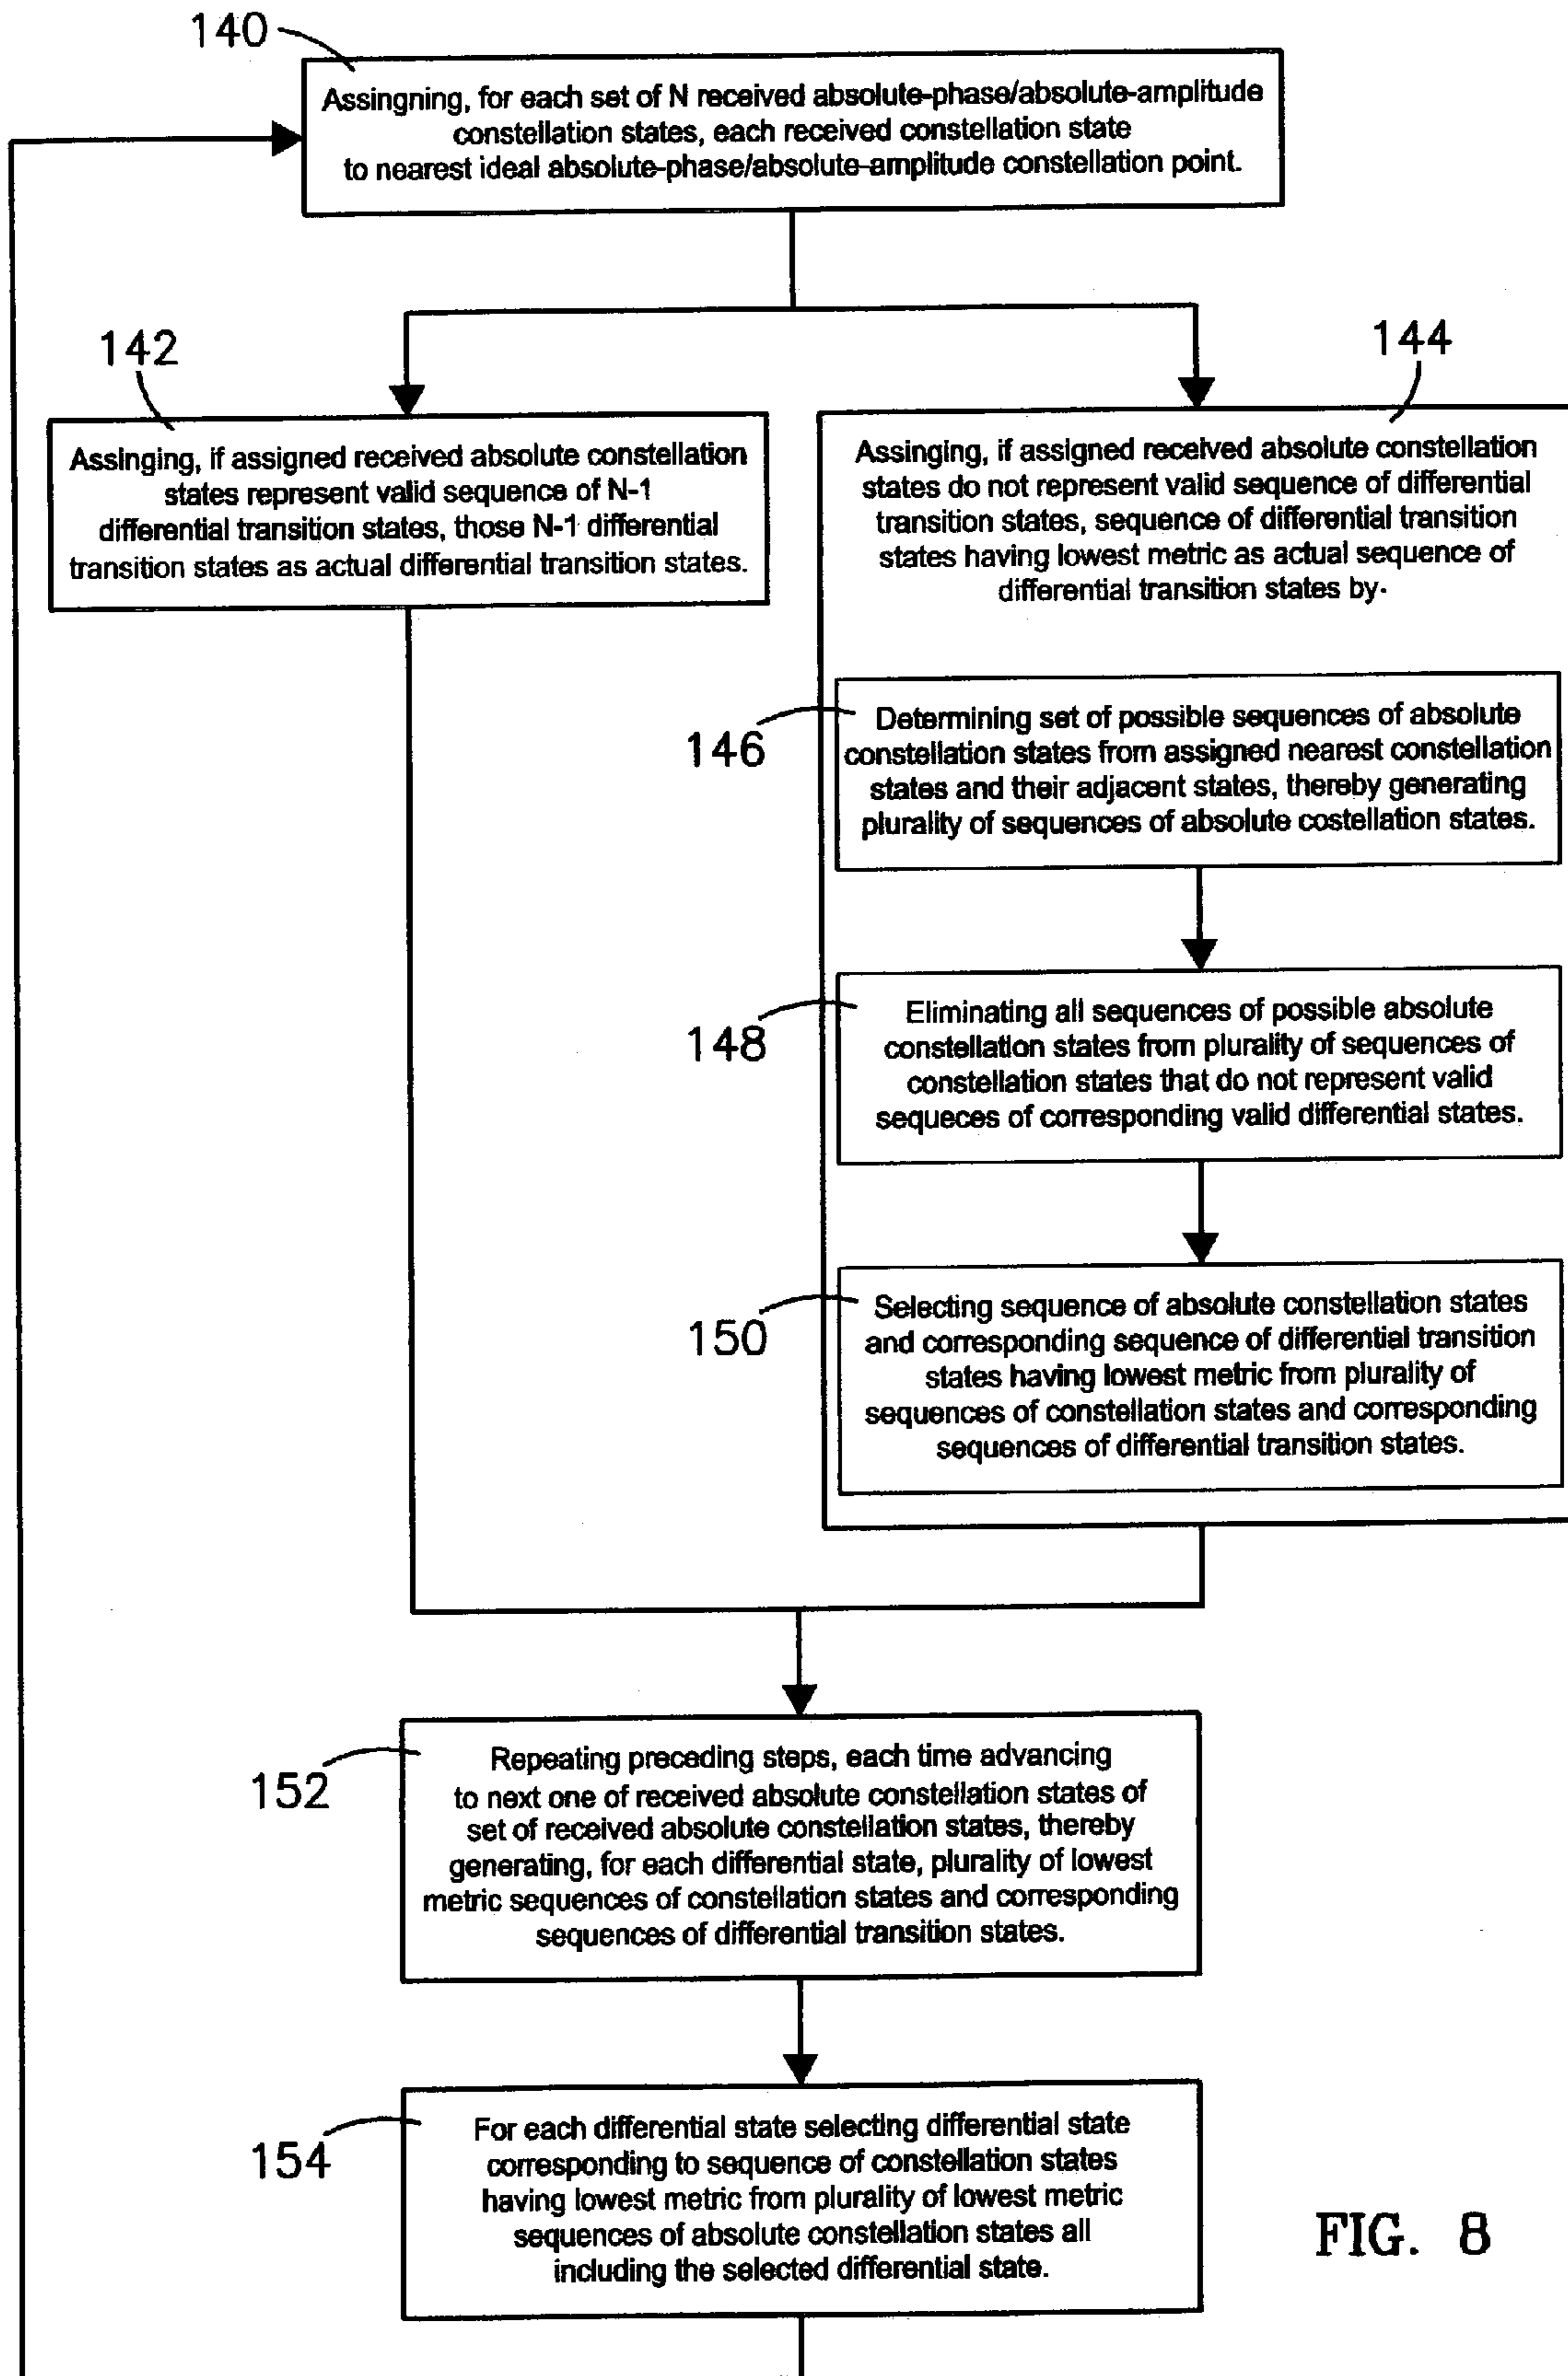 140
Assingning, for each set of N received absolute-phase/absolute-amplitude
constellation states, each received constellation state
to nearest ideal absolute-phase/absolute-amplitude constellation point.
142
Assinging, if assigned received absolute constellation
states represent valid sequence of N-1
differential transition states, those N-1 differential
transition states as actual differential transition states.
144
Assinging, if assigned received absolute constellation
states do not represent valid sequence of differential
transition states, sequence of differential transition
states having lowest metric as actual sequence of
differential transition states by-
146
Determining set of possible sequences of absolute
constellation states from assigned nearest constellation
states and their adjacent states, thereby generating
plurality of sequences of absolute costellation states.
148
Eliminating all sequences of possible absolute
constellation states from plurality of sequences of
constellation states that do not represent valid
sequeces of corresponding valid differential states.
150
Selecting sequence of absolute constellation states
and corresponding sequence of differential transition
states having lowest metric from plurality of
sequences of constellation states and corresponding
sequences of differential transition states.
152
Repeating preceding steps, each time advancing
to next one of received absolute constellation states of
set of received absolute constellation states, thereby
generating, for each differential state, plurality of lowest
metric sequences of constellation states and corresponding
sequences of differential transition states.
154
For each differential state selecting differential state
corresponding to sequence of constellation states
having lowest metric from plurality of lowest metric
sequences of absolute constellation states all
including the selected differential state.
FIG. 8